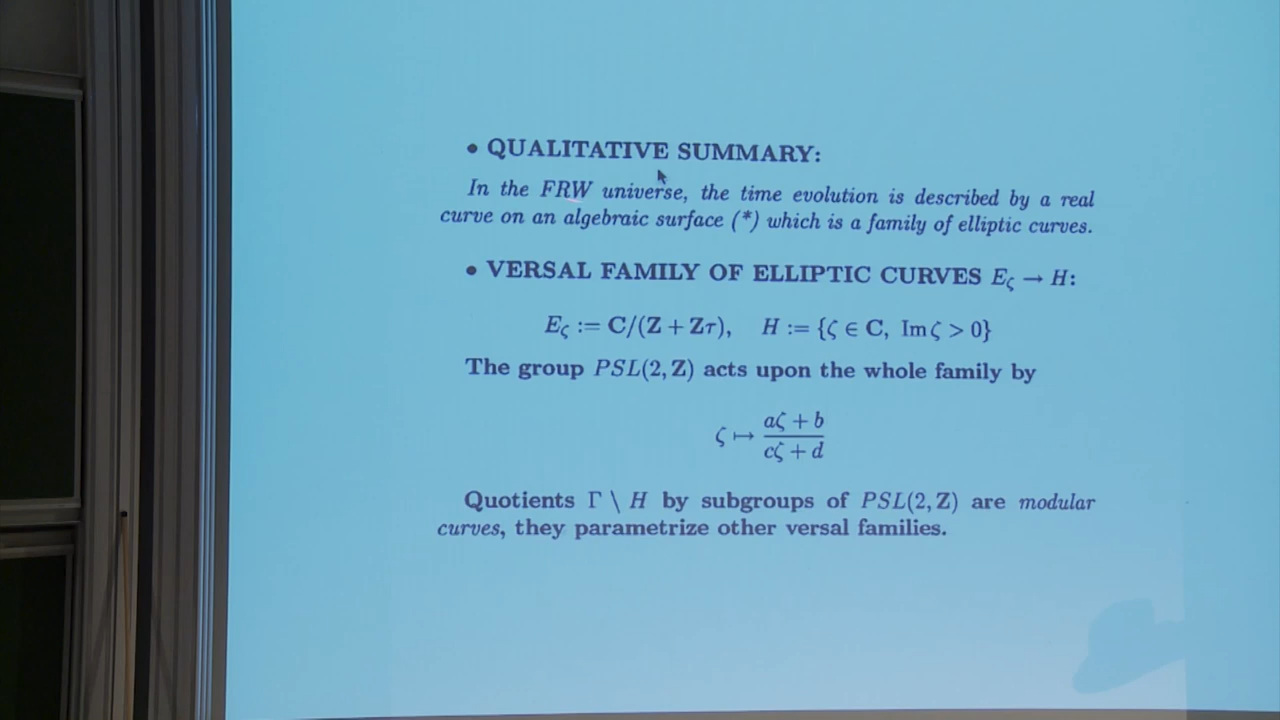 • QUALITATIVE SUMMARY:
In the FRW universe, the time evolution is described by a real
curve on an algebraic surface (*) which is a family of elliptic curves.
• VERSAL FAMILY OF ELLIPTIC CURVES E_ζ → H:
E_ζ := C/(Z + Zτ), H := {ζ ∈ C, Im ζ > 0}
The group PSL(2, Z) acts upon the whole family by
ζ ↦ (aζ + b)/(cζ + d)
Quotients Γ \ H by subgroups of PSL(2, Z) are modular
curves, they parametrize other versal families.